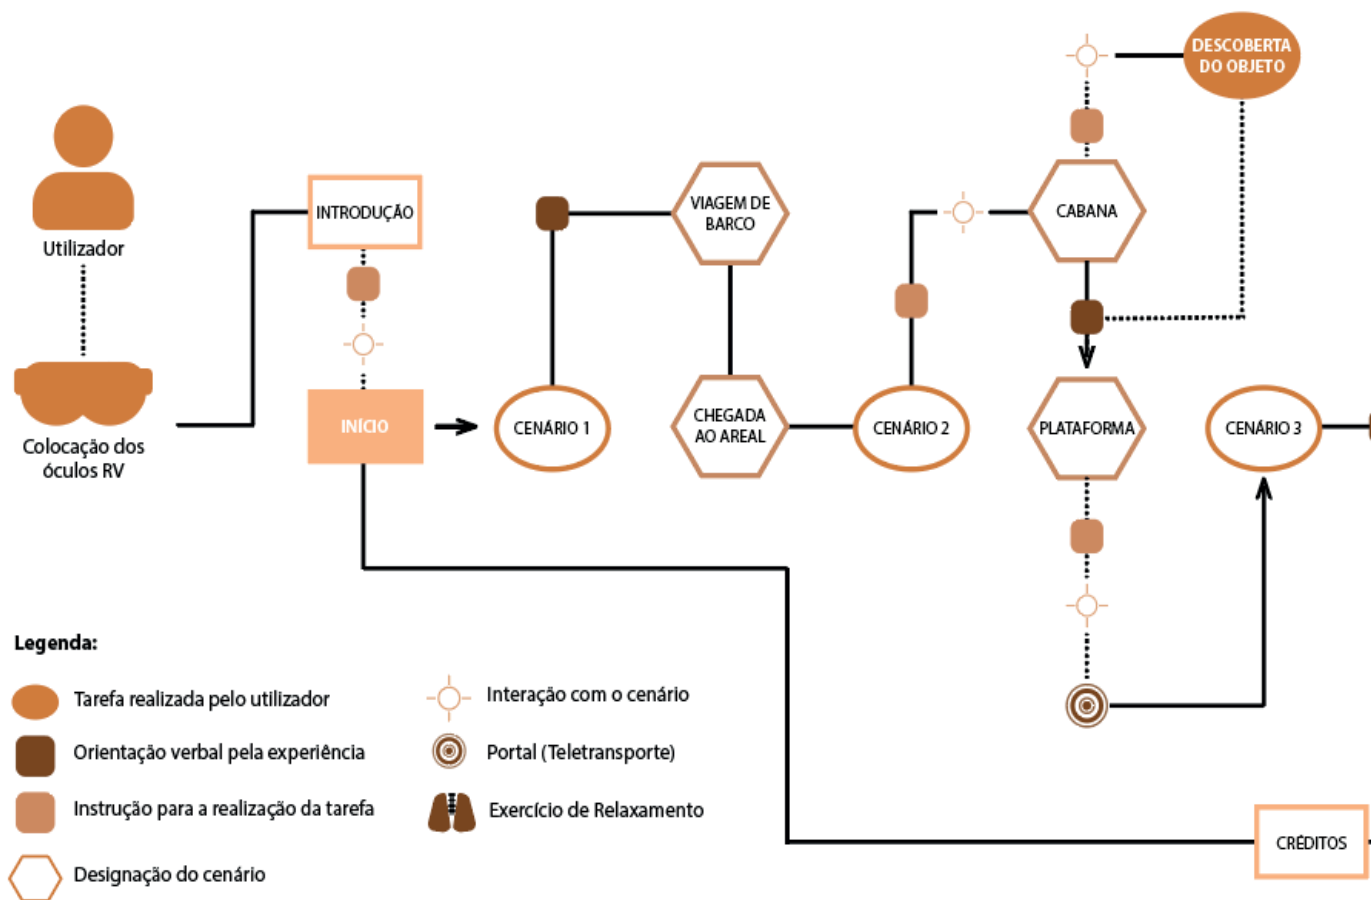 DESCOBERTA
DO OBJETO
INTRODUÇÃO
VIAGEM DE
BARCO
CABANA
Utilizador
Colocação dos
óculos RV
INÍCIO
CENÁRIO 1
CHEGADA
AO AREAL
CENÁRIO 2
PLATAFORMA
CENÁRIO 3
Legenda:
Tarefa realizada pelo utilizador
Orientação verbal pela experiência
Instrução para a realização da tarefa
Designação do cenário
Interação com o cenário
Portal (Teletransporte)
Exercício de Relaxamento
CRÉDITOS